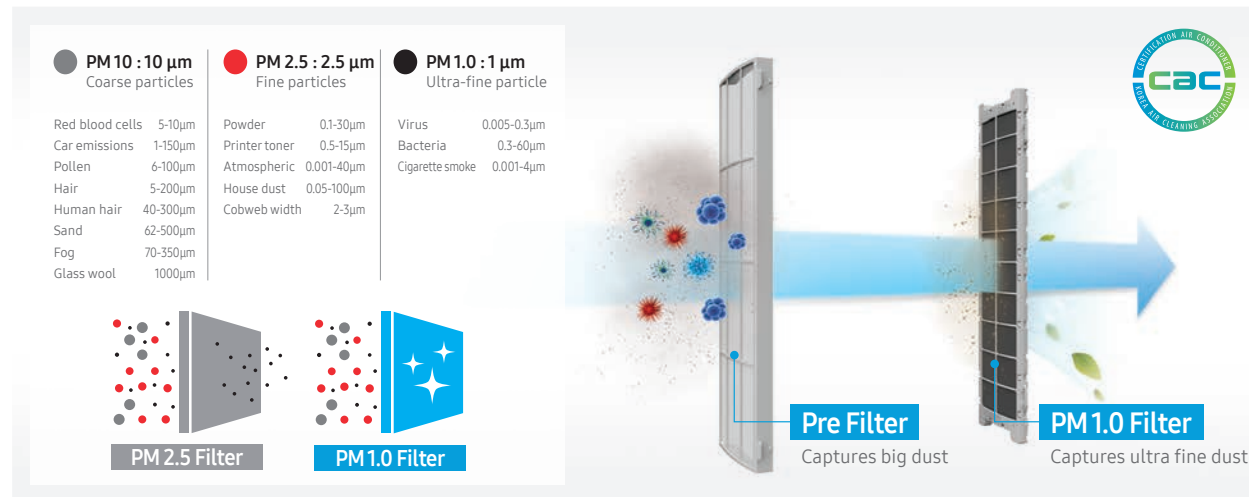 PM 10 : 10 μm
Coarse particles
Red blood cells 5-10μm
Car emissions 1-150μm
Pollen 6-100μm
Hair 5-200μm
Human hair 40-300μm
Sand 62-500μm
Fog 70-350μm
Glass wool 1000μm
PM 2.5 : 2.5 μm
Fine particles
Powder 0.1-30μm
Printer toner 0.5-15μm
Atmospheric 0.001-40μm
House dust 0.05-100μm
Cobweb width 2-3μm
PM 1.0 : 1 μm
Ultra-fine particle
Virus 0.005-0.3μm
Bacteria 0.3-60μm
Cigarette smoke 0.001-4μm
PM 2.5 Filter
PM 1.0 Filter
CERTIFICATION AIR CONDITIONER
cac
KOREA AIR CLEANING ASSOCIATION
Pre Filter
Captures big dust
PM 1.0 Filter
Captures ultra fine dust